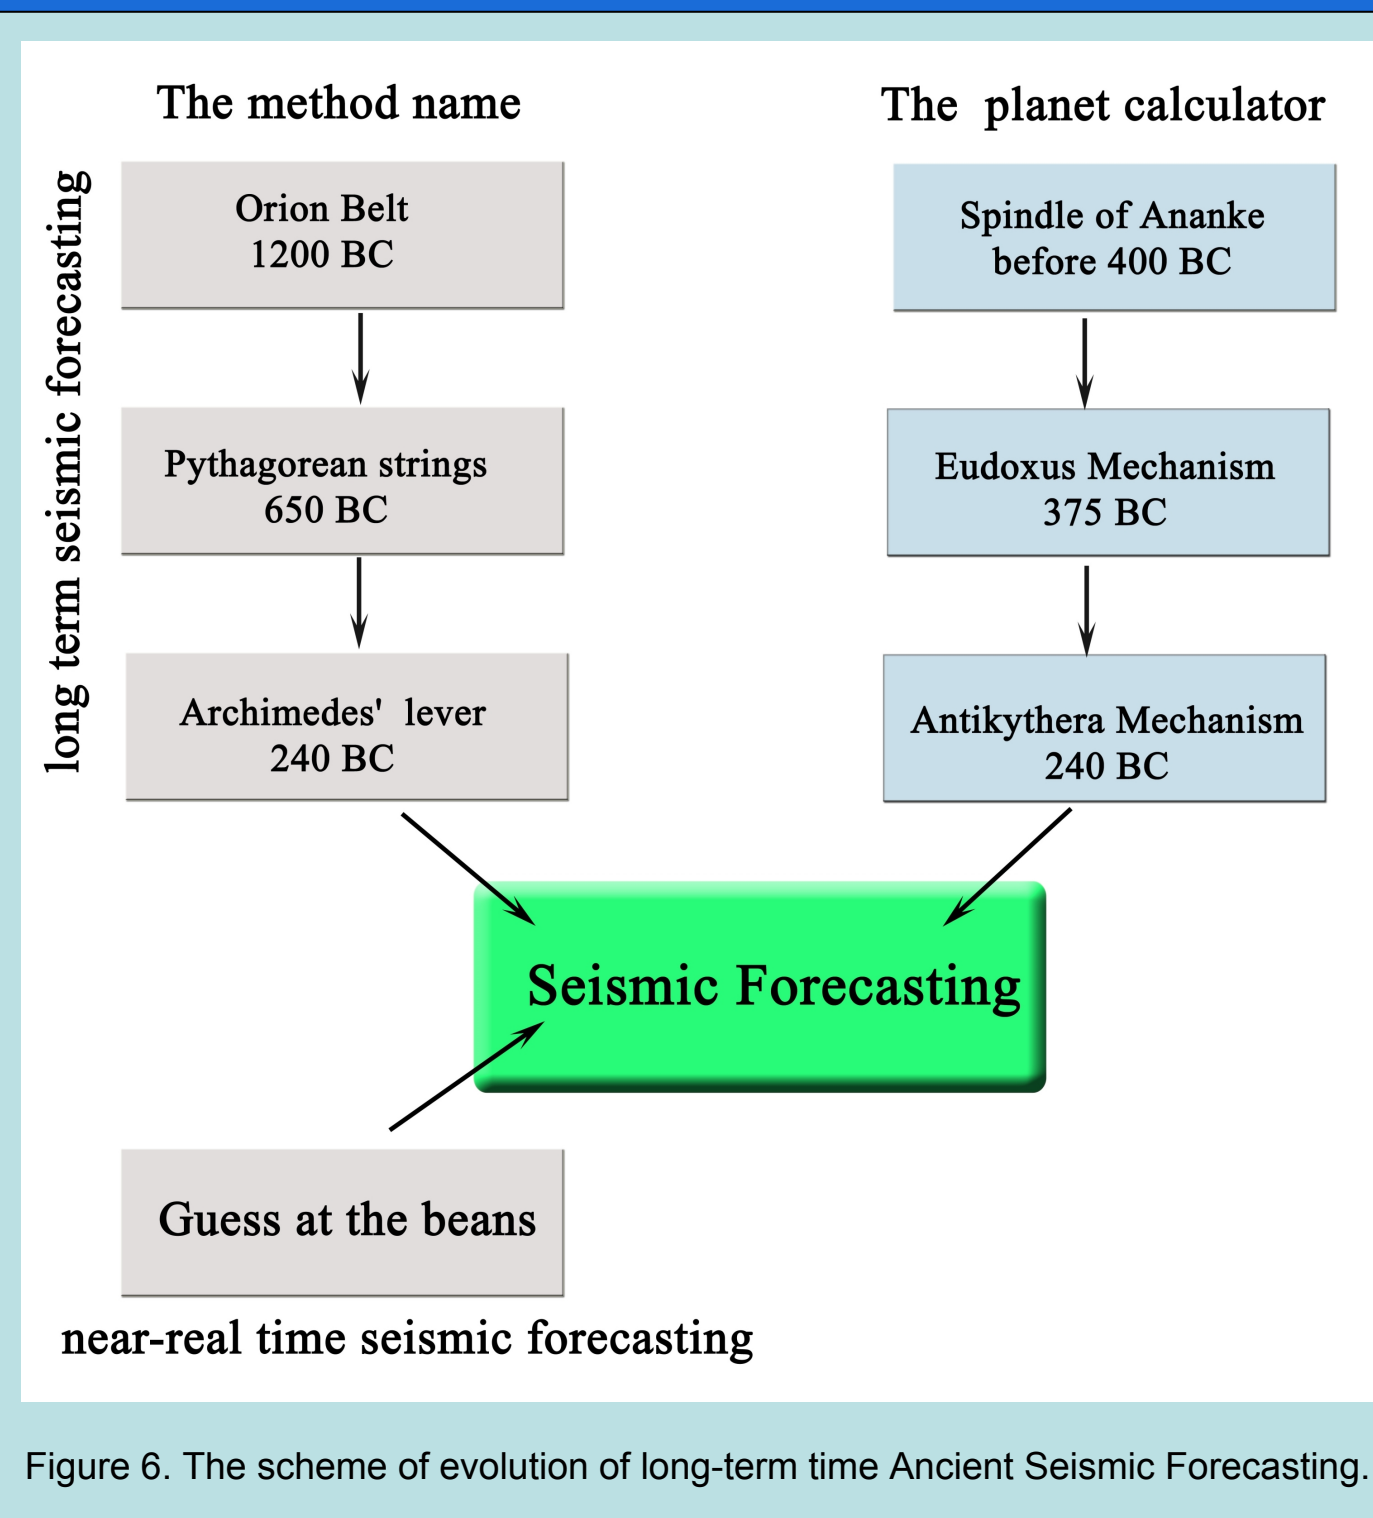 The method name
The planet calculator
long term seismic forecasting
Orion Belt
1200 BC
Pythagorean strings
650 BC
Archimedes' lever
240 BC
Spindle of Ananke
before 400 BC
Eudoxus Mechanism
375 BC
Antikythera Mechanism
240 BC
Seismic Forecasting
Guess at the beans
near-real time seismic forecasting
Figure 6. The scheme of evolution of long-term time Ancient Seismic Forecasting.